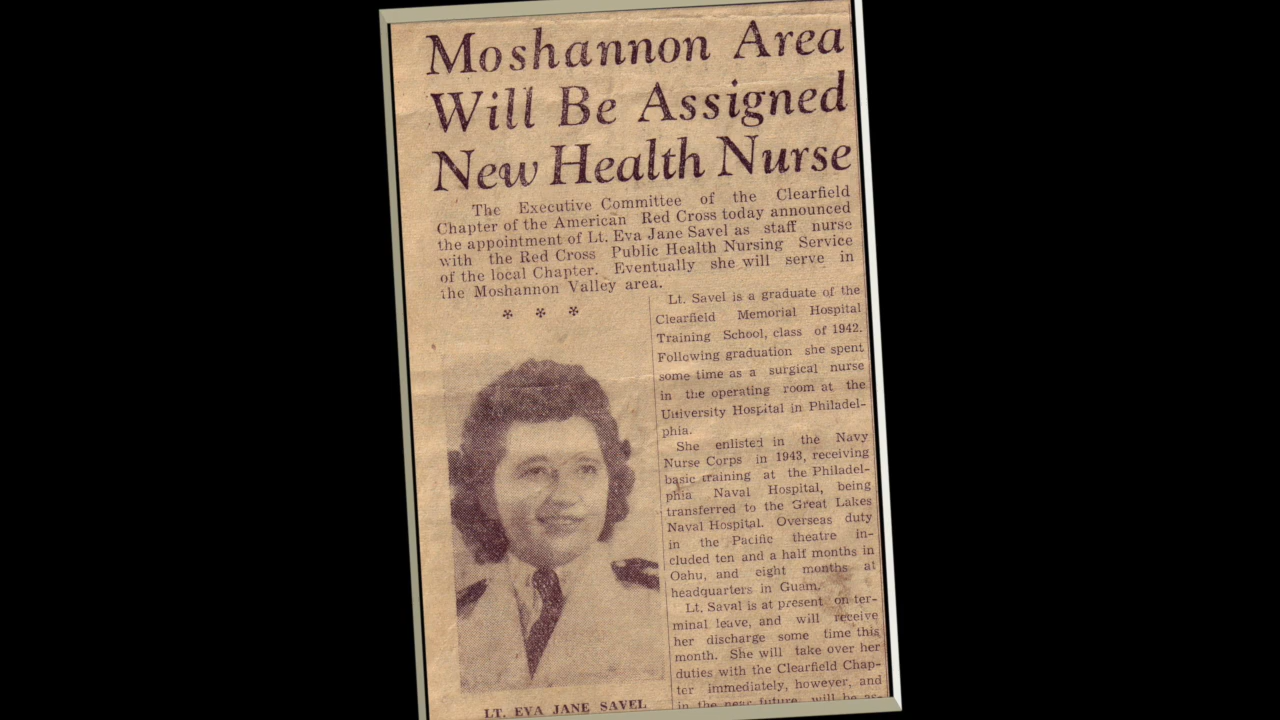 Moshannon Area
Will Be Assigned
New Health Nurse
The Executive Committee of the Clearfield
Chapter of the American Red Cross today announced
the appointment of Lt. Eva Jane Savel as staff nurse
with the Red Cross Public Health Nursing Service
of the local Chapter. Eventually she will serve in
the Moshannon Valley area.
* * *
LT. EVA JANE SAVEL
Lt. Savel is a graduate of the
Clearfield Memorial Hospital
Training School, class of 1942.
Following graduation she spent
some time as a surgical nurse
in the operating room at the
University Hospital in Philadel-
phia.
She enlisted in the Navy
Nurse Corps in 1943, receiving
basic training at the Philadel-
phia Naval Hospital, being
transferred to the Great Lakes
Naval Hospital. Overseas duty
in the Pacific theatre in-
cluded ten and a half months in
Oahu, and eight months at
headquarters in Guam.
Lt. Saval is at present on ter-
minal leave, and will receive
her discharge some time this
month. She will take over her
duties with the Clearfield Chap-
ter immediately, however, and
in the near future will be as-